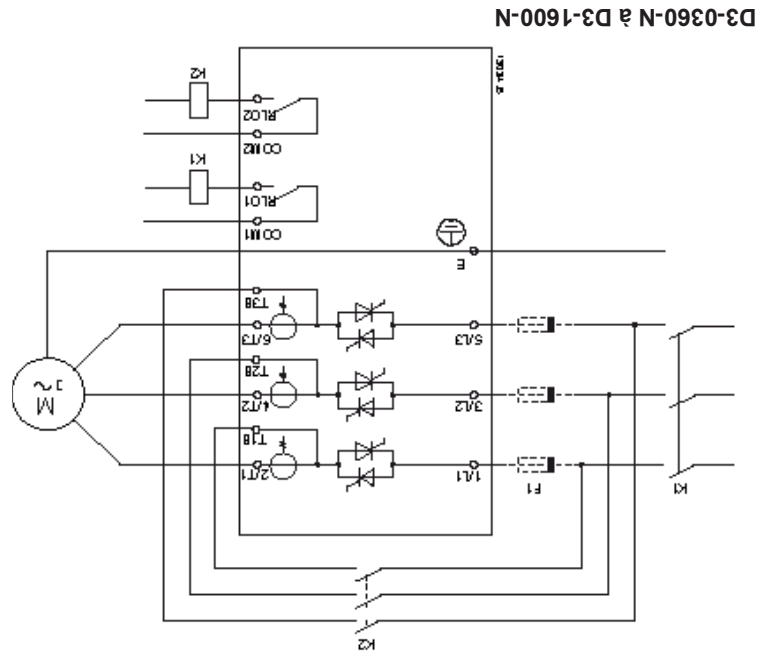 K2
K1
F1
1/L1
2/T1
T1B
3/L2
4/T2
T2B
M
3~
5/L3
6/T3
T3B
E
COM1
RLO1
K1
COM2
RLO2
K2
D3-0360-N à D3-1600-N